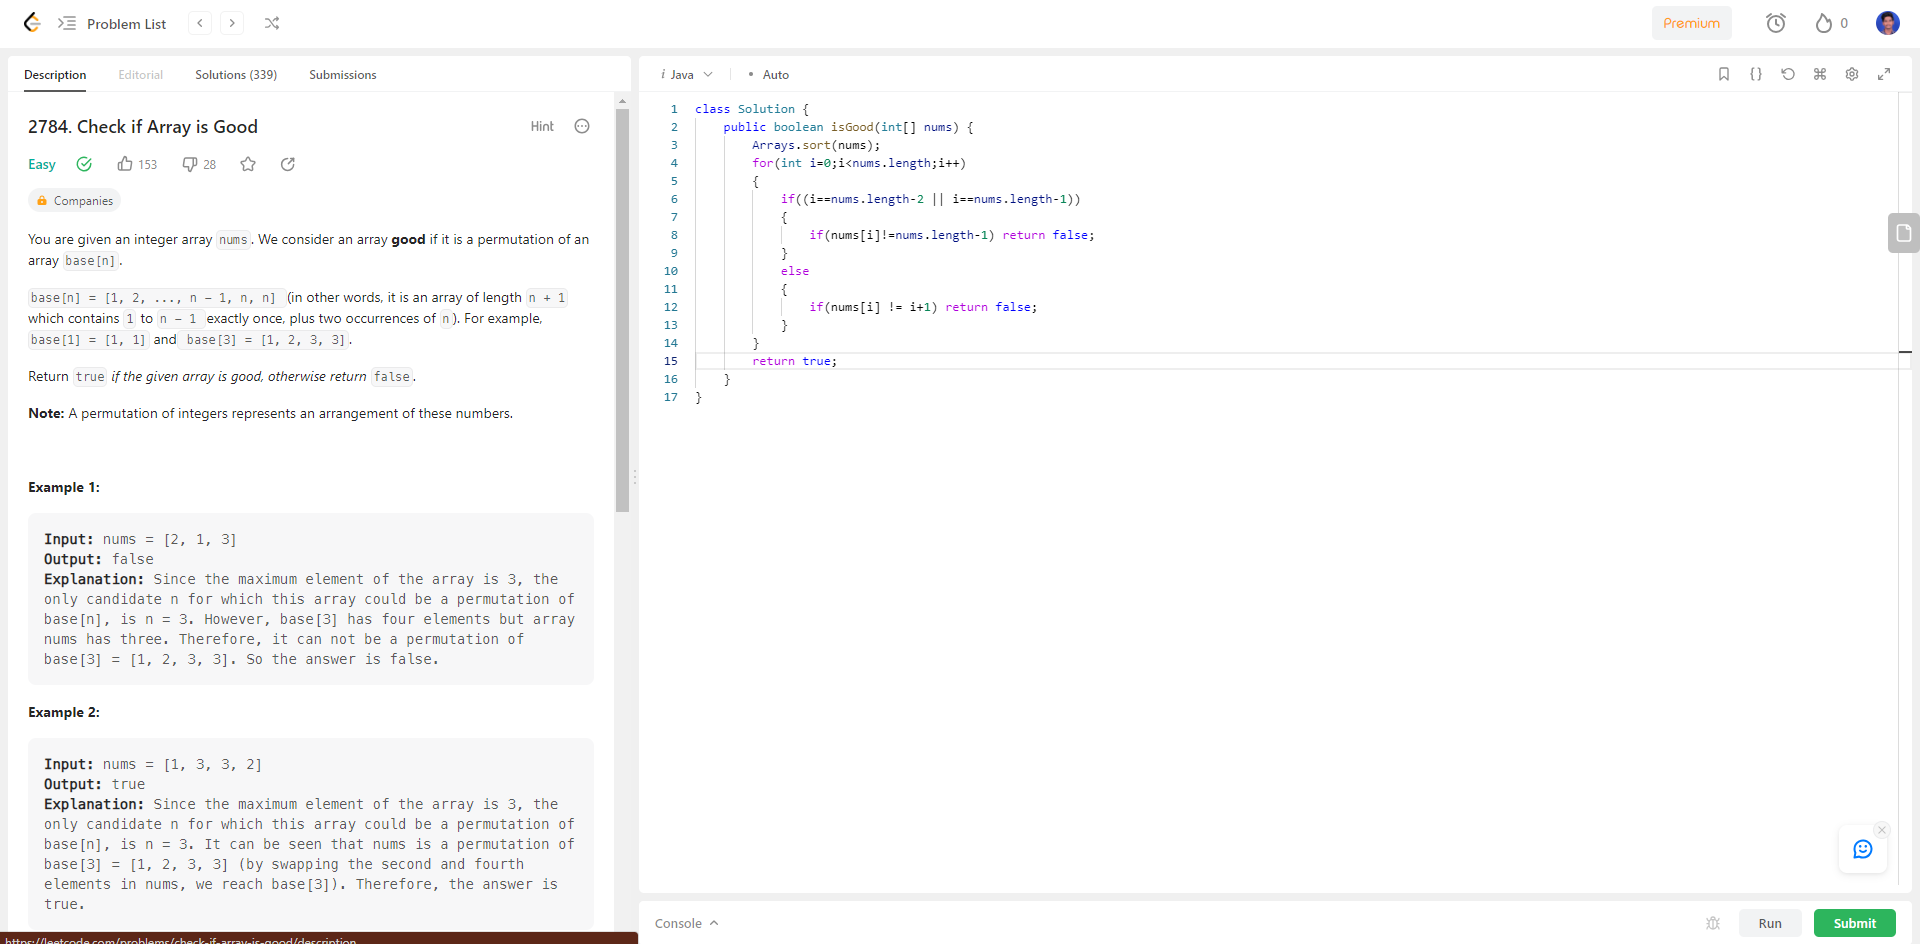 Problem List
Premium
0
Description
Editorial
Solutions (339)
Submissions
2784. Check if Array is Good
Hint
Easy
153
28
Companies
You are given an integer array nums. We consider an array good if it is a permutation of an
array base[n].
base[n] = [1, 2, ..., n - 1, n, n] (in other words, it is an array of length n + 1
which contains 1 to n - 1 exactly once, plus two occurrences of n). For example,
base[1] = [1, 1] and base[3] = [1, 2, 3, 3].
Return true if the given array is good, otherwise return false.
Note: A permutation of integers represents an arrangement of these numbers.
Example 1:
Input: nums = [2, 1, 3]
Output: false
Explanation: Since the maximum element of the array is 3, the
only candidate n for which this array could be a permutation of
base[n], is n = 3. However, base[3] has four elements but array
nums has three. Therefore, it can not be a permutation of
base[3] = [1, 2, 3, 3]. So the answer is false.
Example 2:
Input: nums = [1, 3, 3, 2]
Output: true
Explanation: Since the maximum element of the array is 3, the
only candidate n for which this array could be a permutation of
base[n], is n = 3. It can be seen that nums is a permutation of
base[3] = [1, 2, 3, 3] (by swapping the second and fourth
elements in nums, we reach base[3]). Therefore, the answer is
true.
https://leetcode.com/problems/check-if-array-is-good/description
i Java
• Auto
1 class Solution {
2 public boolean isGood(int[] nums) {
3 Arrays.sort(nums);
4 for(int i=0;i<nums.length;i++)
5 {
6 if((i==nums.length-2 || i==nums.length-1))
7 {
8 if(nums[i]!=nums.length-1) return false;
9 }
10 else
11 {
12 if(nums[i] != i+1) return false;
13 }
14 }
15 return true;
16 }
17 }
Console
Run
Submit